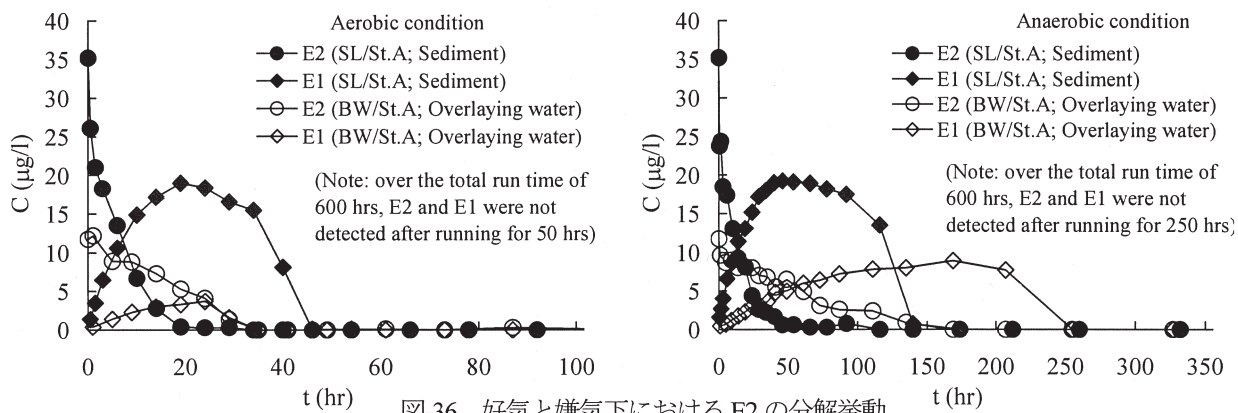 Aerobic condition
E2 (SL/St.A; Sediment)
E1 (SL/St.A; Sediment)
E2 (BW/St.A; Overlaying water)
E1 (BW/St.A; Overlaying water)
(Note: over the total run time of
600 hrs, E2 and E1 were not
detected after running for 50 hrs)
C (µg/l)
40
35
30
25
20
15
10
5
0
0 20 40 60 80 100
t (hr)
Anaerobic condition
E2 (SL/St.A; Sediment)
E1 (SL/St.A; Sediment)
E2 (BW/St.A; Overlaying water)
E1 (BW/St.A; Overlaying water)
(Note: over the total run time of
600 hrs, E2 and E1 were not
detected after running for 250 hrs)
C (µg/l)
40
35
30
25
20
15
10
5
0
0 50 100 150 200 250 300 350
t (hr)
図 36 好気と嫌気下における E2 の分解挙動